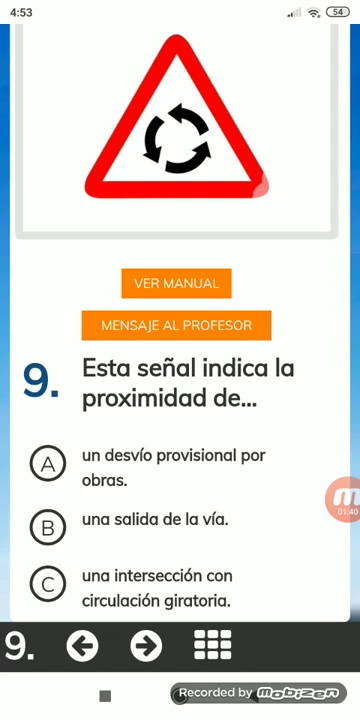 4:53
54
VER MANUAL
MENSAJE AL PROFESOR
9.
Esta señal indica la
proximidad de...
A
un desvío provisional por
obras.
B
una salida de la vía.
C
una intersección con
circulación giratoria.
m
01:40
9.
Recorded by mobizen